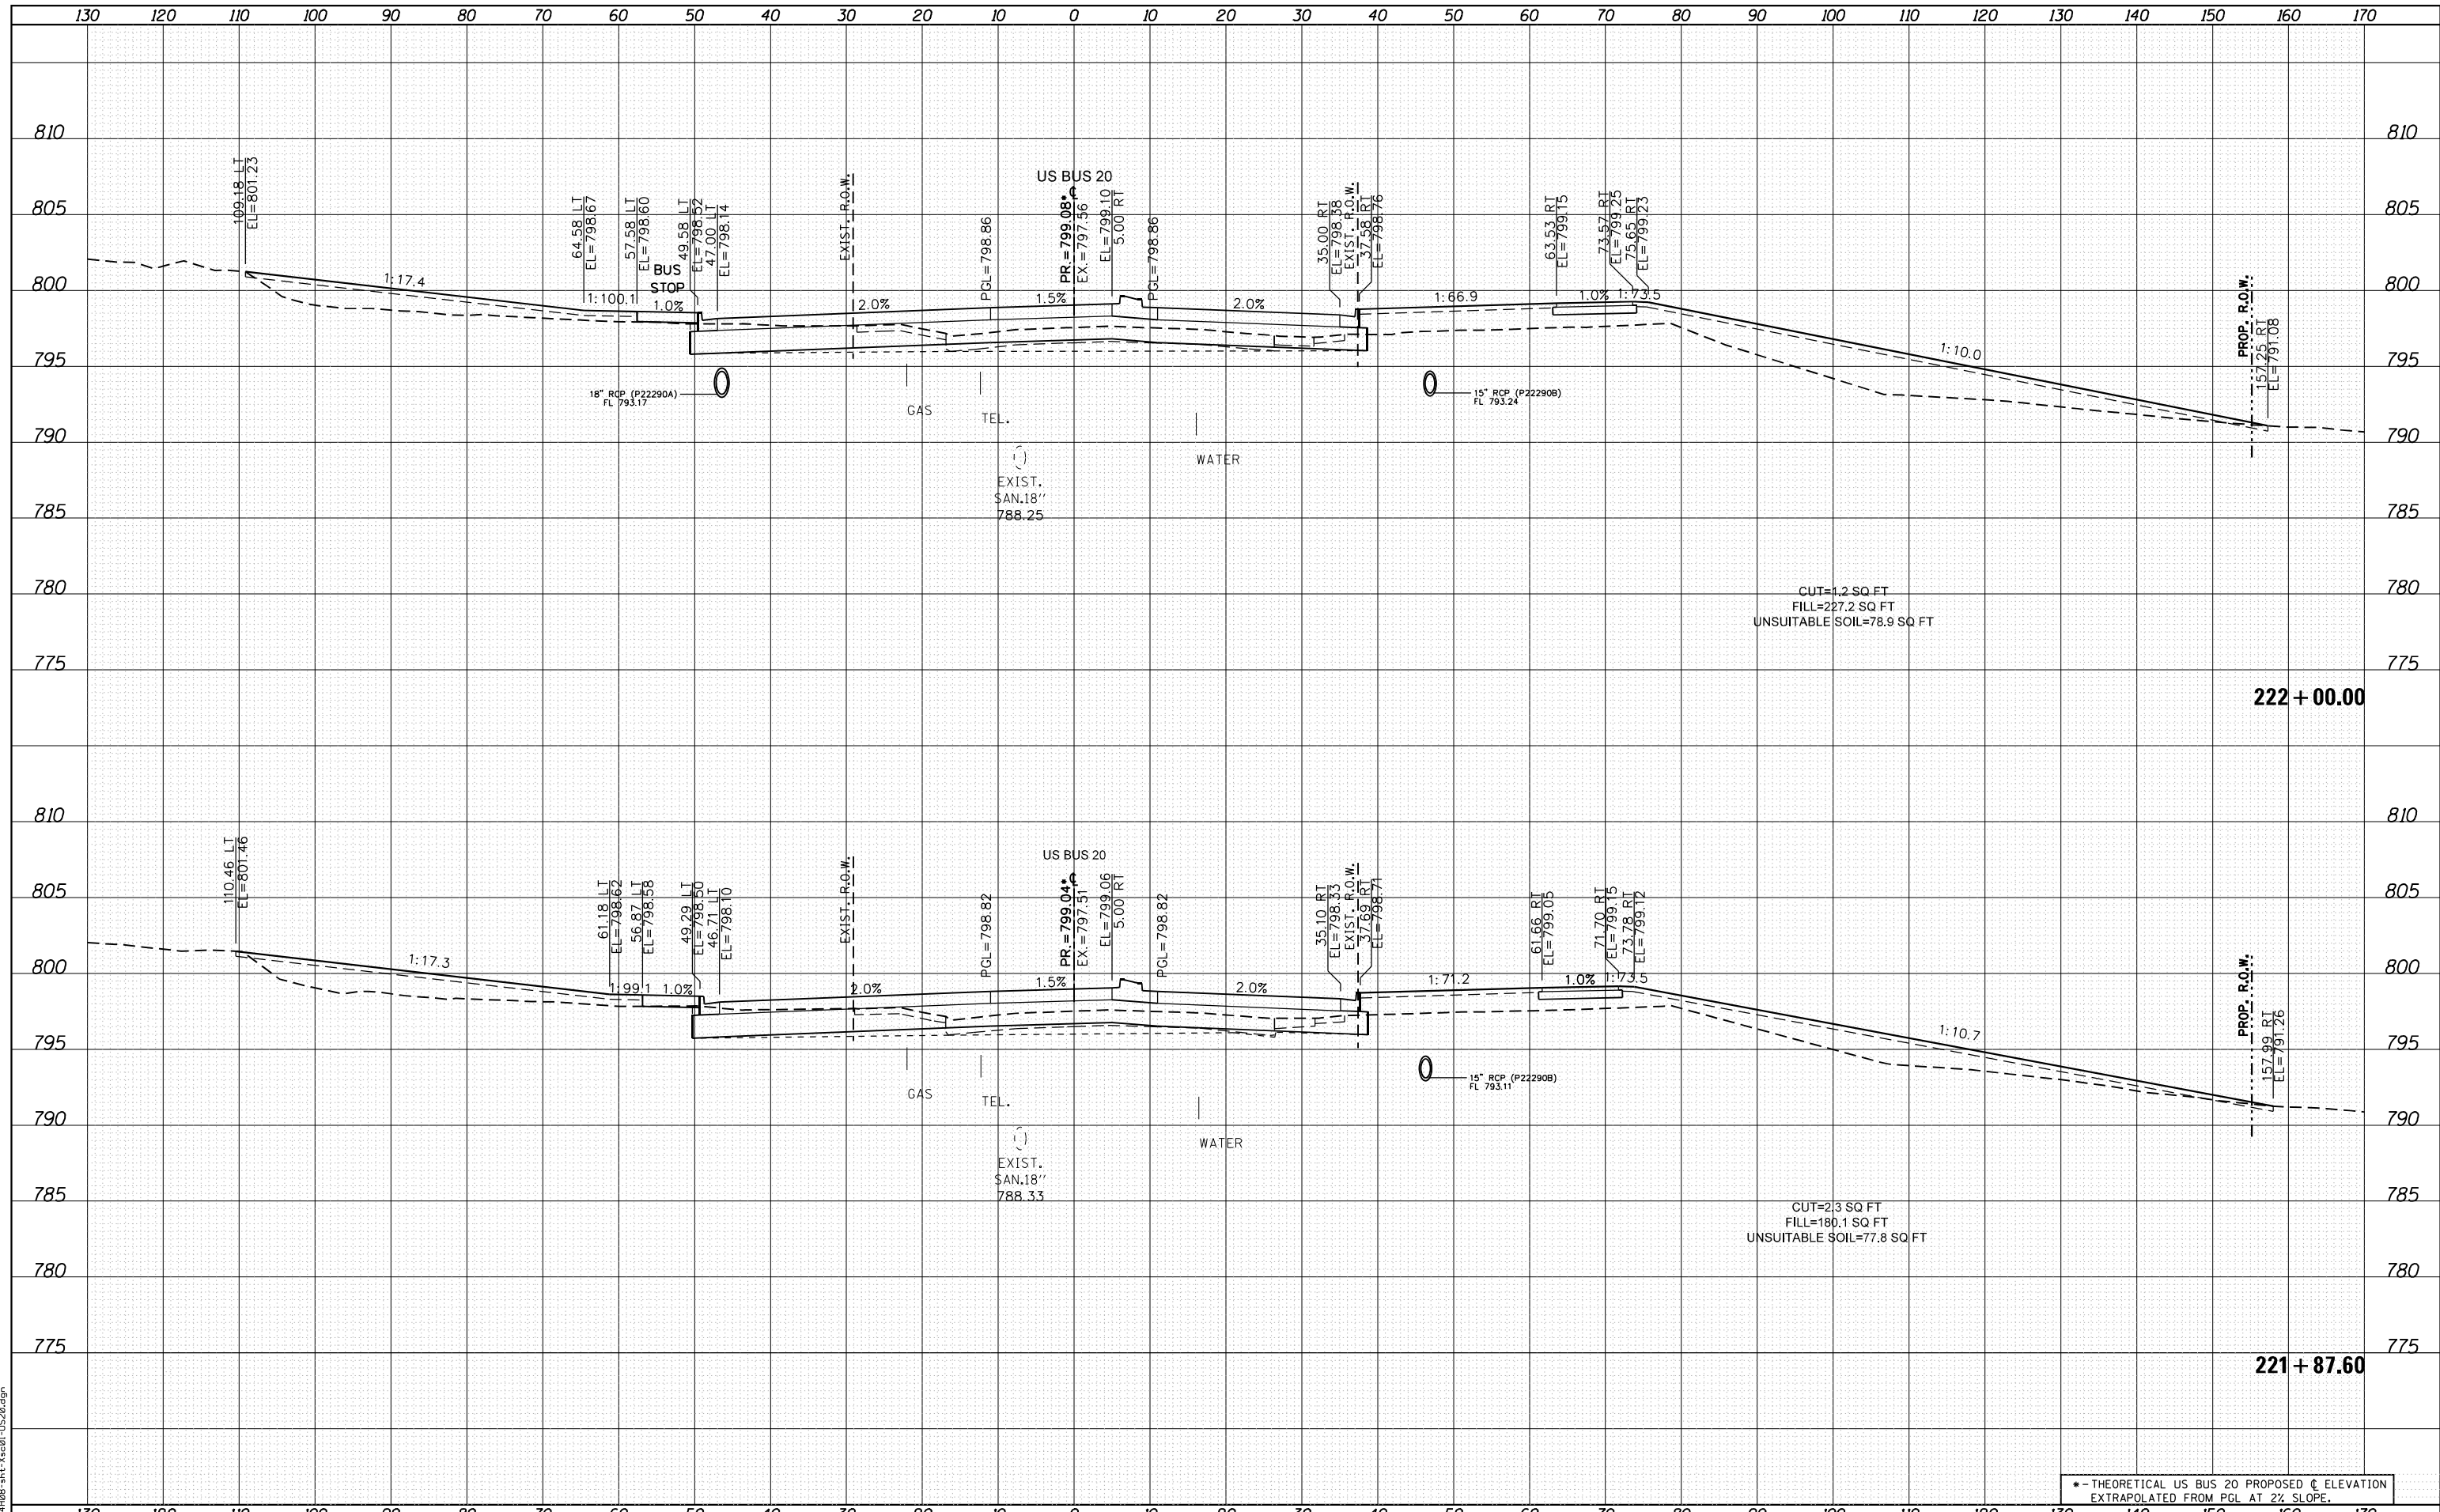 130 120 110 100 90 80 70 60 50 40 30 20 10 0 10 20 30 40 50 60 70 80 90 100 110 120 130 140 150 160 170
810 810
805 805
800 800
795 795
790 790
785 785
780 780
775 775
109.18 LT
EL=801.23
64.58 LT
EL=798.67
57.58 LT
EL=798.60
49.58 LT
EL=798.52
47.00 LT
EL=798.14
BUS
STOP
EXIST. R.O.W.
PGL=798.86
US BUS 20
℄
PR.=799.08*
EX.=797.56
EL=799.10
5.00 RT
PGL=798.86
35.00 RT
EL=798.38
EXIST. R.O.W.
37.58 RT
EL=798.76
63.53 RT
EL=799.15
73.57 RT
EL=799.25
75.65 RT
EL=799.23
PROP. R.O.W.
157.25 RT
EL=791.08
1:17.4
1:100.1
1.0%
2.0%
1.5%
2.0%
1:66.9
1.0%
1:73.5
1:10.0
18" RCP (P22290A)
FL 793.17
GAS
TEL.
EXIST.
SAN.18''
788.25
WATER
15" RCP (P22290B)
FL 793.24
CUT=1.2 SQ FT
FILL=227.2 SQ FT
UNSUITABLE SOIL=78.9 SQ FT
222+00.00
810 810
805 805
800 800
795 795
790 790
785 785
780 780
775 775
110.46 LT
EL=801.46
61.18 LT
EL=798.62
56.87 LT
EL=798.58
49.29 LT
EL=798.50
46.71 LT
EL=798.10
EXIST. R.O.W.
PGL=798.82
US BUS 20
℄
PR.=799.04*
EX.=797.51
EL=799.06
5.00 RT
PGL=798.82
35.10 RT
EL=798.33
EXIST. R.O.W.
37.69 RT
EL=798.71
61.66 RT
EL=799.05
71.70 RT
EL=799.15
73.78 RT
EL=799.12
PROP. R.O.W.
157.99 RT
EL=791.26
1:17.3
1:99.1
1.0%
2.0%
1.5%
2.0%
1:71.2
1.0%
1:73.5
1:10.7
GAS
TEL.
EXIST.
SAN.18''
788.33
WATER
15" RCP (P22290B)
FL 793.11
CUT=2.3 SQ FT
FILL=180.1 SQ FT
UNSUITABLE SOIL=77.8 SQ FT
221+87.60
*-THEORETICAL US BUS 20 PROPOSED ℄ ELEVATION
EXTRAPOLATED FROM PGL AT 2% SLOPE.